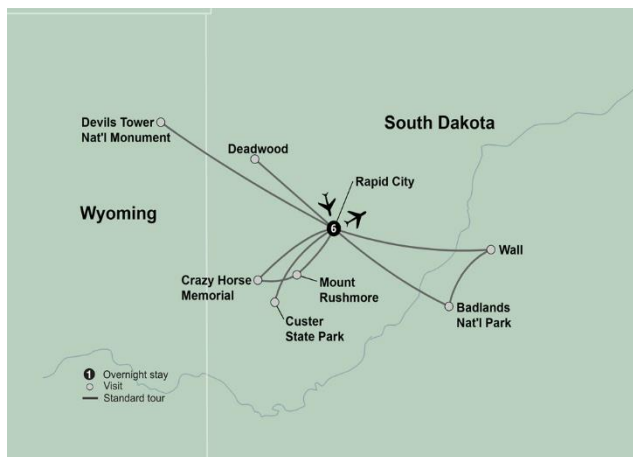 Devils Tower
Nat'l Monument
Deadwood
South Dakota
Rapid City
Wyoming
6
Wall
Crazy Horse
Memorial
Mount
Rushmore
Custer
State Park
Badlands
Nat'l Park
1 Overnight stay
Visit
Standard tour